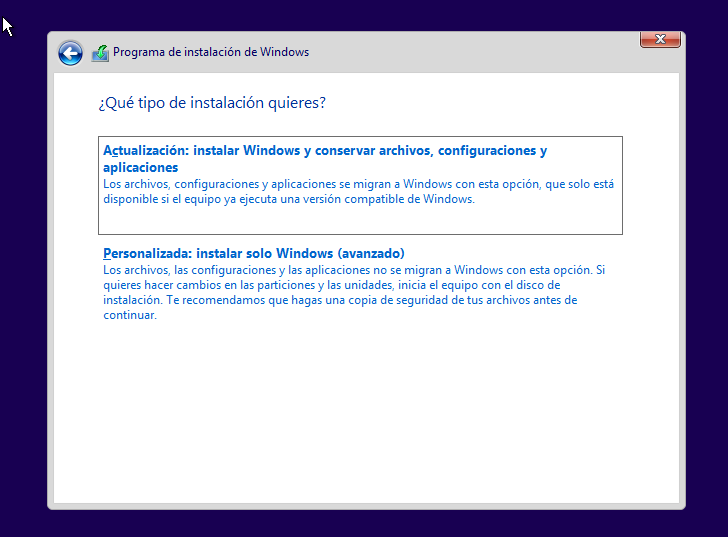 Programa de instalación de Windows
¿Qué tipo de instalación quieres?
Actualización: instalar Windows y conservar archivos, configuraciones y
aplicaciones
Los archivos, configuraciones y aplicaciones se migran a Windows con esta opción, que solo está
disponible si el equipo ya ejecuta una versión compatible de Windows.
Personalizada: instalar solo Windows (avanzado)
Los archivos, las configuraciones y las aplicaciones no se migran a Windows con esta opción. Si
quieres hacer cambios en las particiones y las unidades, inicia el equipo con el disco de
instalación. Te recomendamos que hagas una copia de seguridad de tus archivos antes de
continuar.